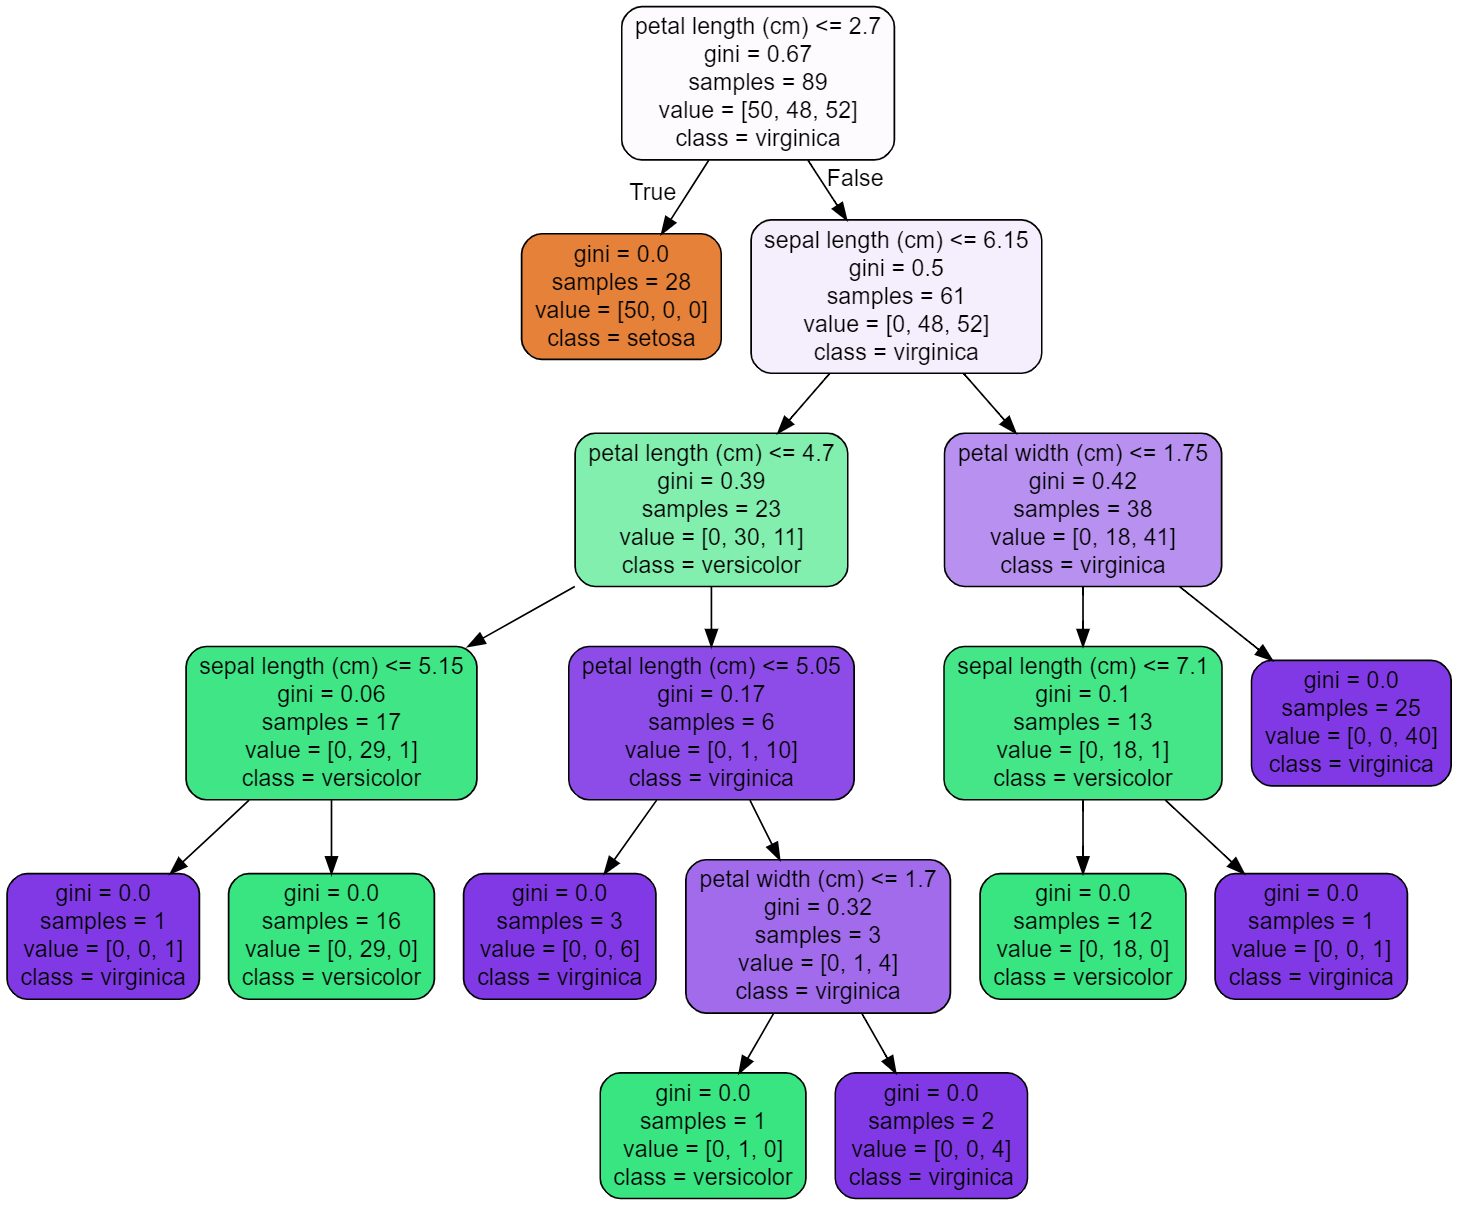 petal length (cm) <= 2.7
gini = 0.67
samples = 89
value = [50, 48, 52]
class = virginica
True
False
gini = 0.0
samples = 28
value = [50, 0, 0]
class = setosa
sepal length (cm) <= 6.15
gini = 0.5
samples = 61
value = [0, 48, 52]
class = virginica
petal length (cm) <= 4.7
gini = 0.39
samples = 23
value = [0, 30, 11]
class = versicolor
petal width (cm) <= 1.75
gini = 0.42
samples = 38
value = [0, 18, 41]
class = virginica
sepal length (cm) <= 5.15
gini = 0.06
samples = 17
value = [0, 29, 1]
class = versicolor
petal length (cm) <= 5.05
gini = 0.17
samples = 6
value = [0, 1, 10]
class = virginica
sepal length (cm) <= 7.1
gini = 0.1
samples = 13
value = [0, 18, 1]
class = versicolor
gini = 0.0
samples = 25
value = [0, 0, 40]
class = virginica
gini = 0.0
samples = 1
value = [0, 0, 1]
class = virginica
gini = 0.0
samples = 16
value = [0, 29, 0]
class = versicolor
gini = 0.0
samples = 3
value = [0, 0, 6]
class = virginica
petal width (cm) <= 1.7
gini = 0.32
samples = 3
value = [0, 1, 4]
class = virginica
gini = 0.0
samples = 12
value = [0, 18, 0]
class = versicolor
gini = 0.0
samples = 1
value = [0, 0, 1]
class = virginica
gini = 0.0
samples = 1
value = [0, 1, 0]
class = versicolor
gini = 0.0
samples = 2
value = [0, 0, 4]
class = virginica